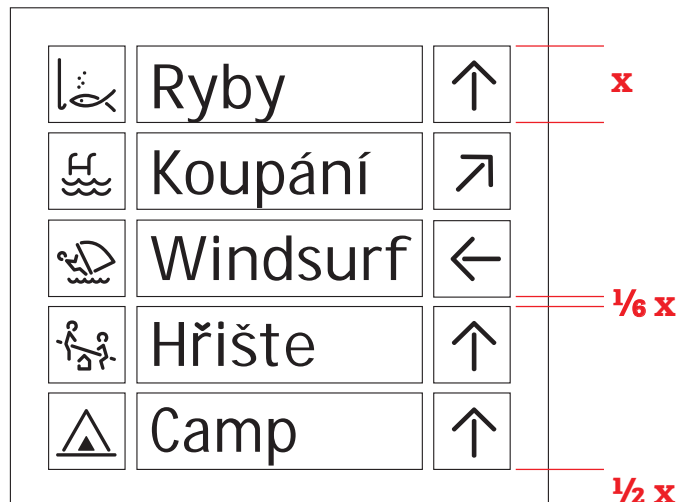 Ryby
x
Koupání
Windsurf
⅙ x
Hřište
Camp
½ x